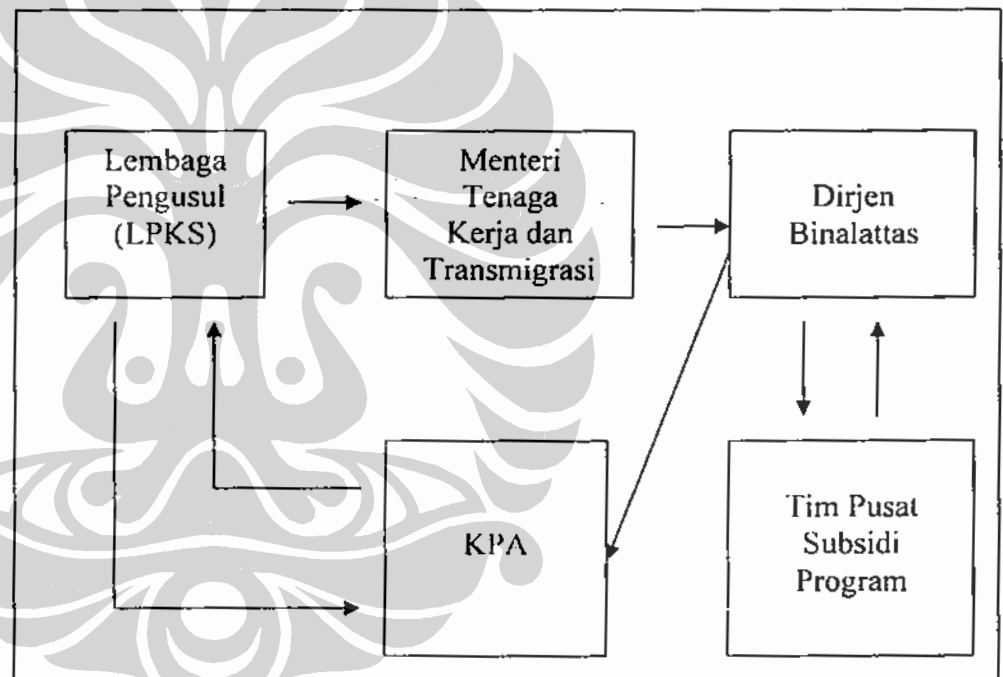 Lembaga
Pengusul
(LPKS)
Menteri
Tenaga
Kerja dan
Transmigrasi
Dirjen
Binalattas
KPA
Tim Pusat
Subsidi
Program